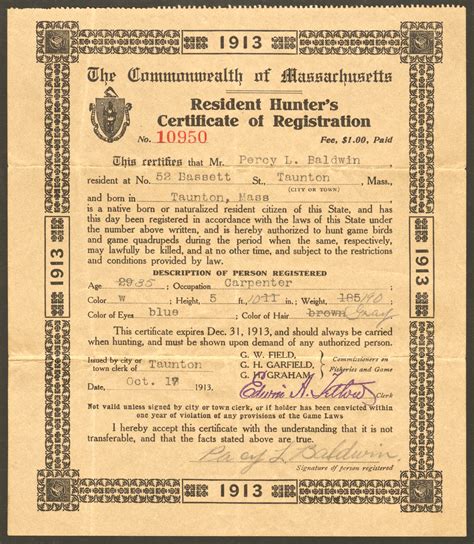 1913
The Commonwealth of Massachusetts
Resident Hunter's
Certificate of Registration
No. 10950 Fee, $1.00, Paid
This certifies that Mr. Percy L. Baldwin
resident at No. 52 Bassett St., Taunton Mass.,
(CITY OR TOWN)
and born in Taunton, Mass
is a native born or naturalized resident citizen of this State, and has
this day been registered in accordance with the laws of this State under
the number above written, and is hereby authorized to hunt game birds
and game quadrupeds during the period when the same, respectively,
may lawfully be killed, and at no other time, and subject to the restrictions
and conditions provided by law.
DESCRIPTION OF PERSON REGISTERED
Age 29 35 Occupation Carpenter
Color w Height, 5 ft. 10 11 in. Weight, 185 190
Color of Eyes blue Color of Hair brown Gray
This certificate expires Dec. 31, 1913, and should always be carried
when hunting, and must be shown upon demand of any authorized person.
Issued by city or town clerk of Taunton
G. W. FIELD,
G. H. GARFIELD,
GRAHAM,
Commissioners on
Fisheries and Game
Date, Oct. 17 1913.
Edwin A. Tetlow Clerk
Not valid unless signed by city or town clerk, or if holder has been convicted within
one year of violation of any provisions of the Game Laws
I hereby accept this certificate with the understanding that it is not
transferable, and that the facts stated above are true.
Percy L Baldwin
Signature of person registered
1913
1913
1913